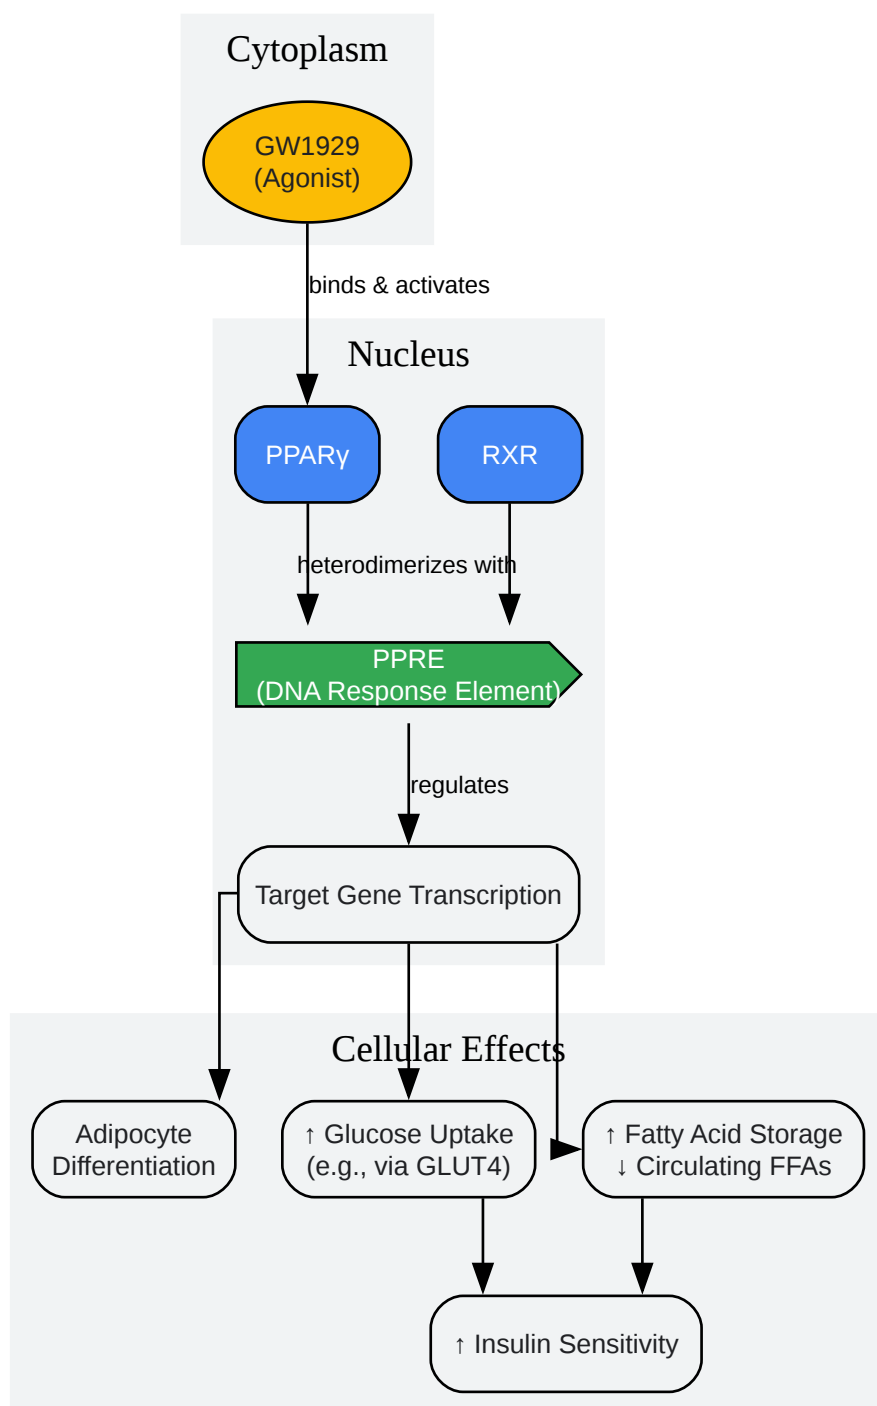 Cytoplasm
GW1929
(Agonist)
binds & activates
Nucleus
PPARγ
RXR
heterodimerizes with
PPRE
(DNA Response Element)
regulates
Target Gene Transcription
Cellular Effects
Adipocyte
Differentiation
↑ Glucose Uptake
(e.g., via GLUT4)
↑ Fatty Acid Storage
↓ Circulating FFAs
↑ Insulin Sensitivity